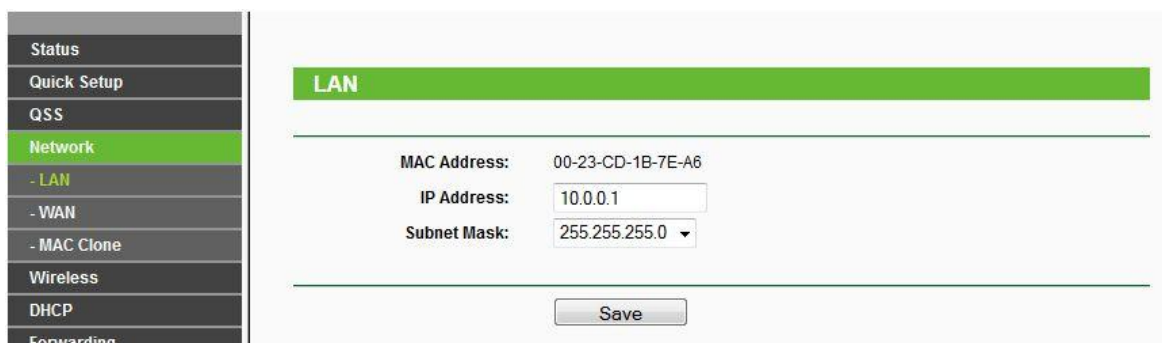 Status
Quick Setup
QSS
Network
- LAN
- WAN
- MAC Clone
Wireless
DHCP
Forwarding
LAN
MAC Address: 00-23-CD-1B-7E-A6
IP Address: 10.0.0.1
Subnet Mask: 255.255.255.0
Save